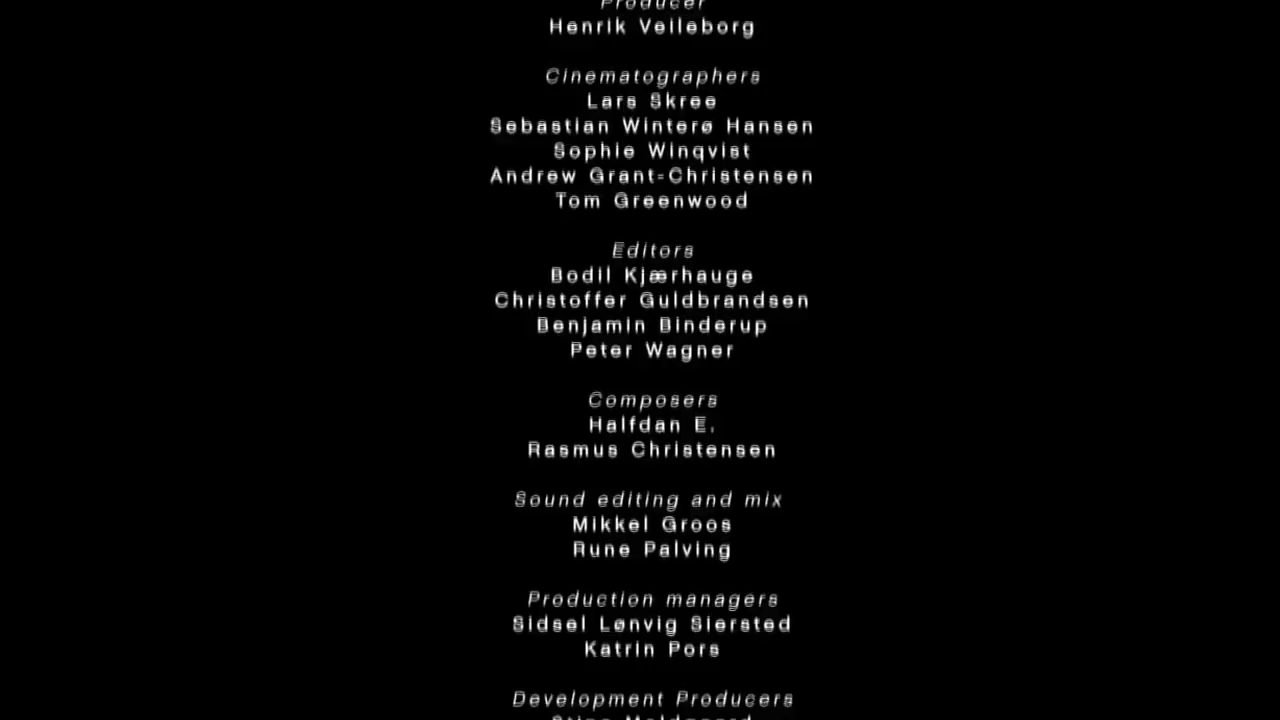 Producer
Henrik Veileborg
Cinematographers
Lars Skree
Sebastian Winterø Hansen
Sophie Winqvist
Andrew Grant-Christensen
Tom Greenwood
Editors
Bodil Kjærhauge
Christoffer Guldbrandsen
Benjamin Binderup
Peter Wagner
Composers
Halfdan E.
Rasmus Christensen
Sound editing and mix
Mikkel Groos
Rune Palving
Production managers
Sidsel Lønvig Siersted
Katrin Pors
Development Producers